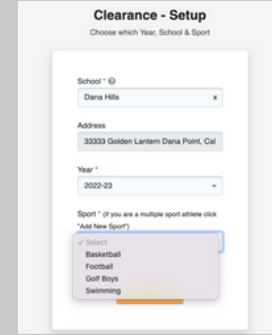 Clearance - Setup
Choose which Year, School & Sport
School *
Dana Hills x
Address
33333 Golden Lantern Dana Point, Cal
Year *
2022-23
Sport * (If you are a multiple sport athlete click
"Add New Sport")
✓ Select
Basketball
Football
Golf Boys
Swimming